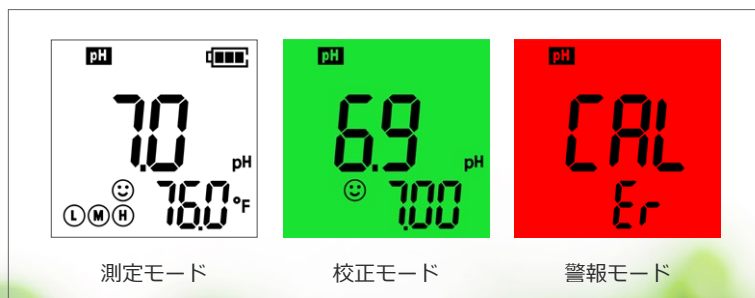 pH
7.0 pH
L M H 76.0°F
測定モード
pH
6.9 pH
7.00
校正モード
pH
CAL
Er
警報モード